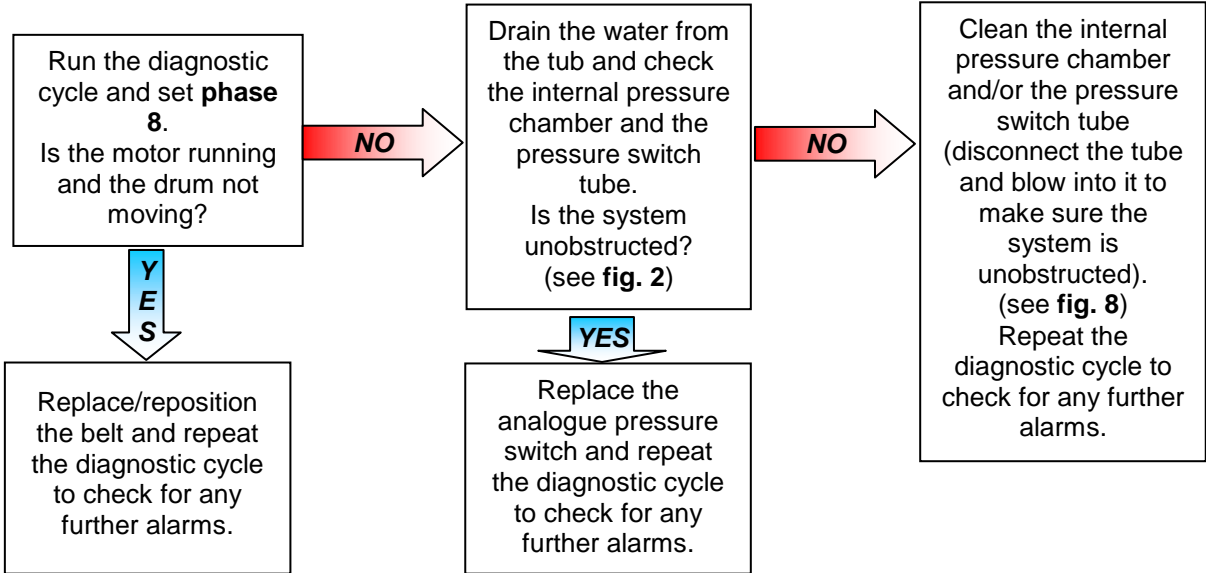 Run the diagnostic
cycle and set phase
8.
Is the motor running
and the drum not
moving?
NO
YES
Replace/reposition
the belt and repeat
the diagnostic cycle
to check for any
further alarms.
Drain the water from
the tub and check
the internal pressure
chamber and the
pressure switch
tube.
Is the system
unobstructed?
(see fig. 2)
NO
YES
Replace the
analogue pressure
switch and repeat
the diagnostic cycle
to check for any
further alarms.
Clean the internal
pressure chamber
and/or the pressure
switch tube
(disconnect the tube
and blow into it to
make sure the
system is
unobstructed).
(see fig. 8)
Repeat the
diagnostic cycle to
check for any further
alarms.